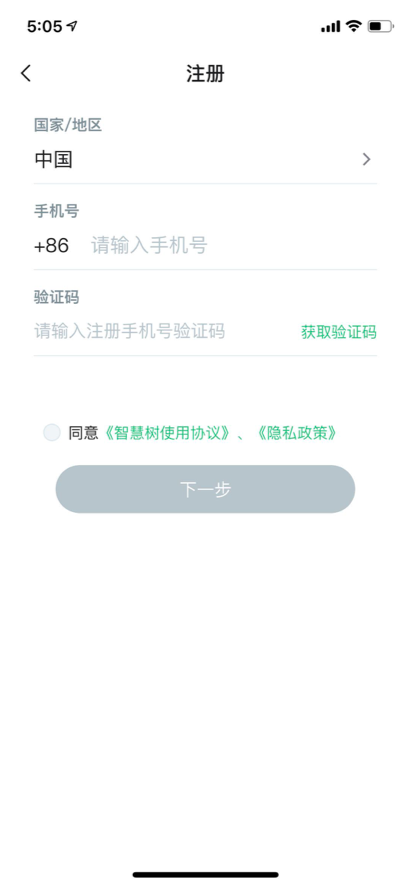 5:05
注册
国家/地区
中国
手机号
+86 请输入手机号
验证码
请输入注册手机号验证码 获取验证码
同意《智慧树使用协议》、《隐私政策》
下一步